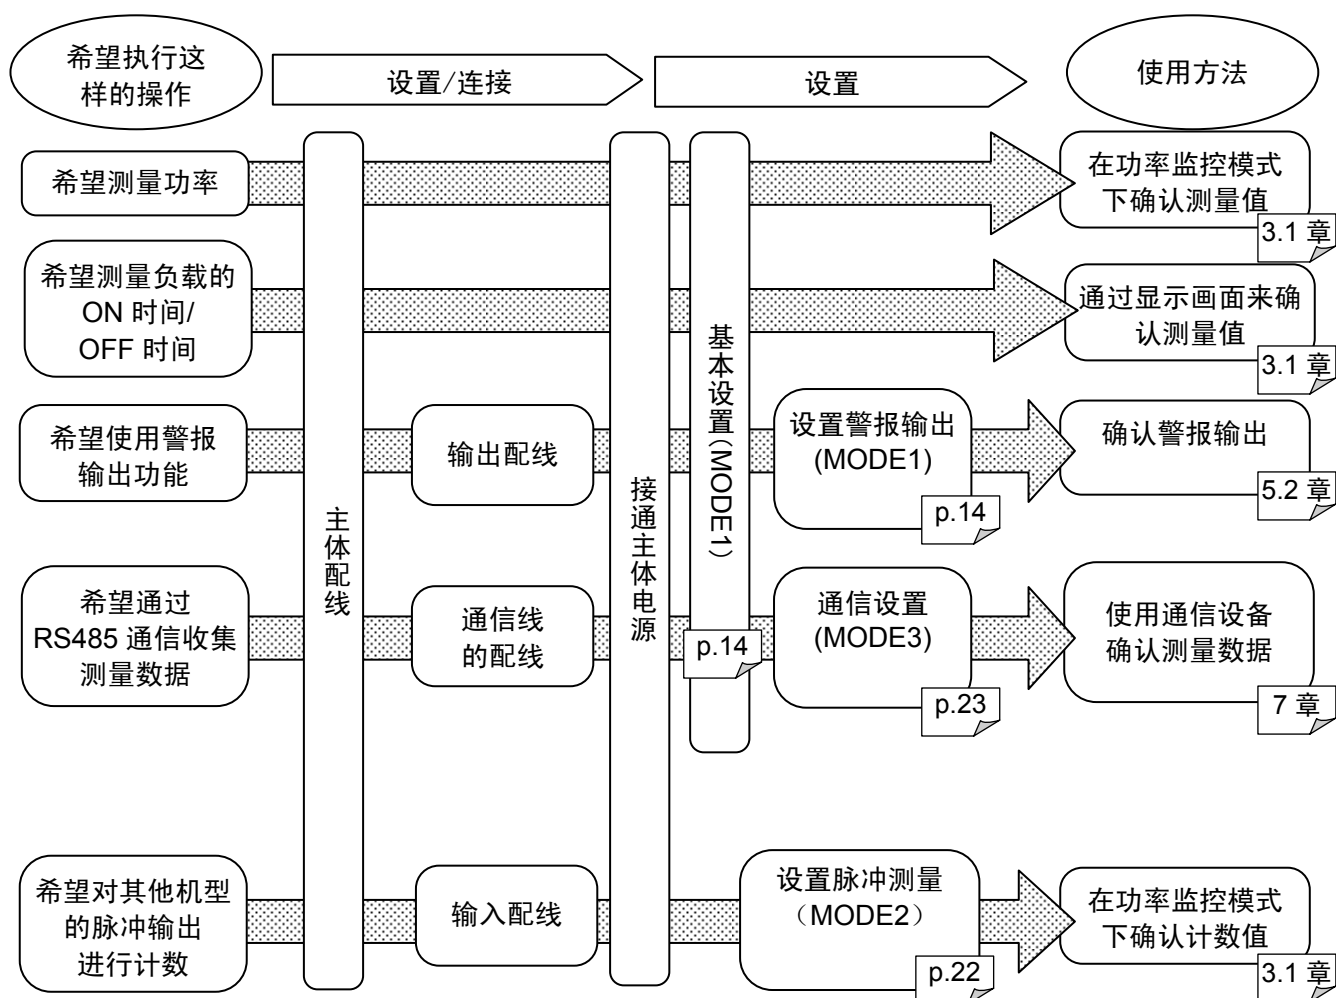 希望执行这
样的操作
设置/连接
设置
使用方法
希望测量功率
在功率监控模式
下确认测量值
3.1 章
希望测量负载的
ON 时间/
OFF 时间
通过显示画面来确
认测量值
3.1 章
主体配线
接通主体电源
基本设置(MODE1)
p.14
希望使用警报
输出功能
输出配线
设置警报输出
(MODE1)
p.14
确认警报输出
5.2 章
希望通过
RS485 通信收集
测量数据
通信线
的配线
通信设置
(MODE3)
p.23
使用通信设备
确认测量数据
7 章
希望对其他机型
的脉冲输出
进行计数
输入配线
设置脉冲测量
（MODE2）
p.22
在功率监控模式
下确认计数值
3.1 章